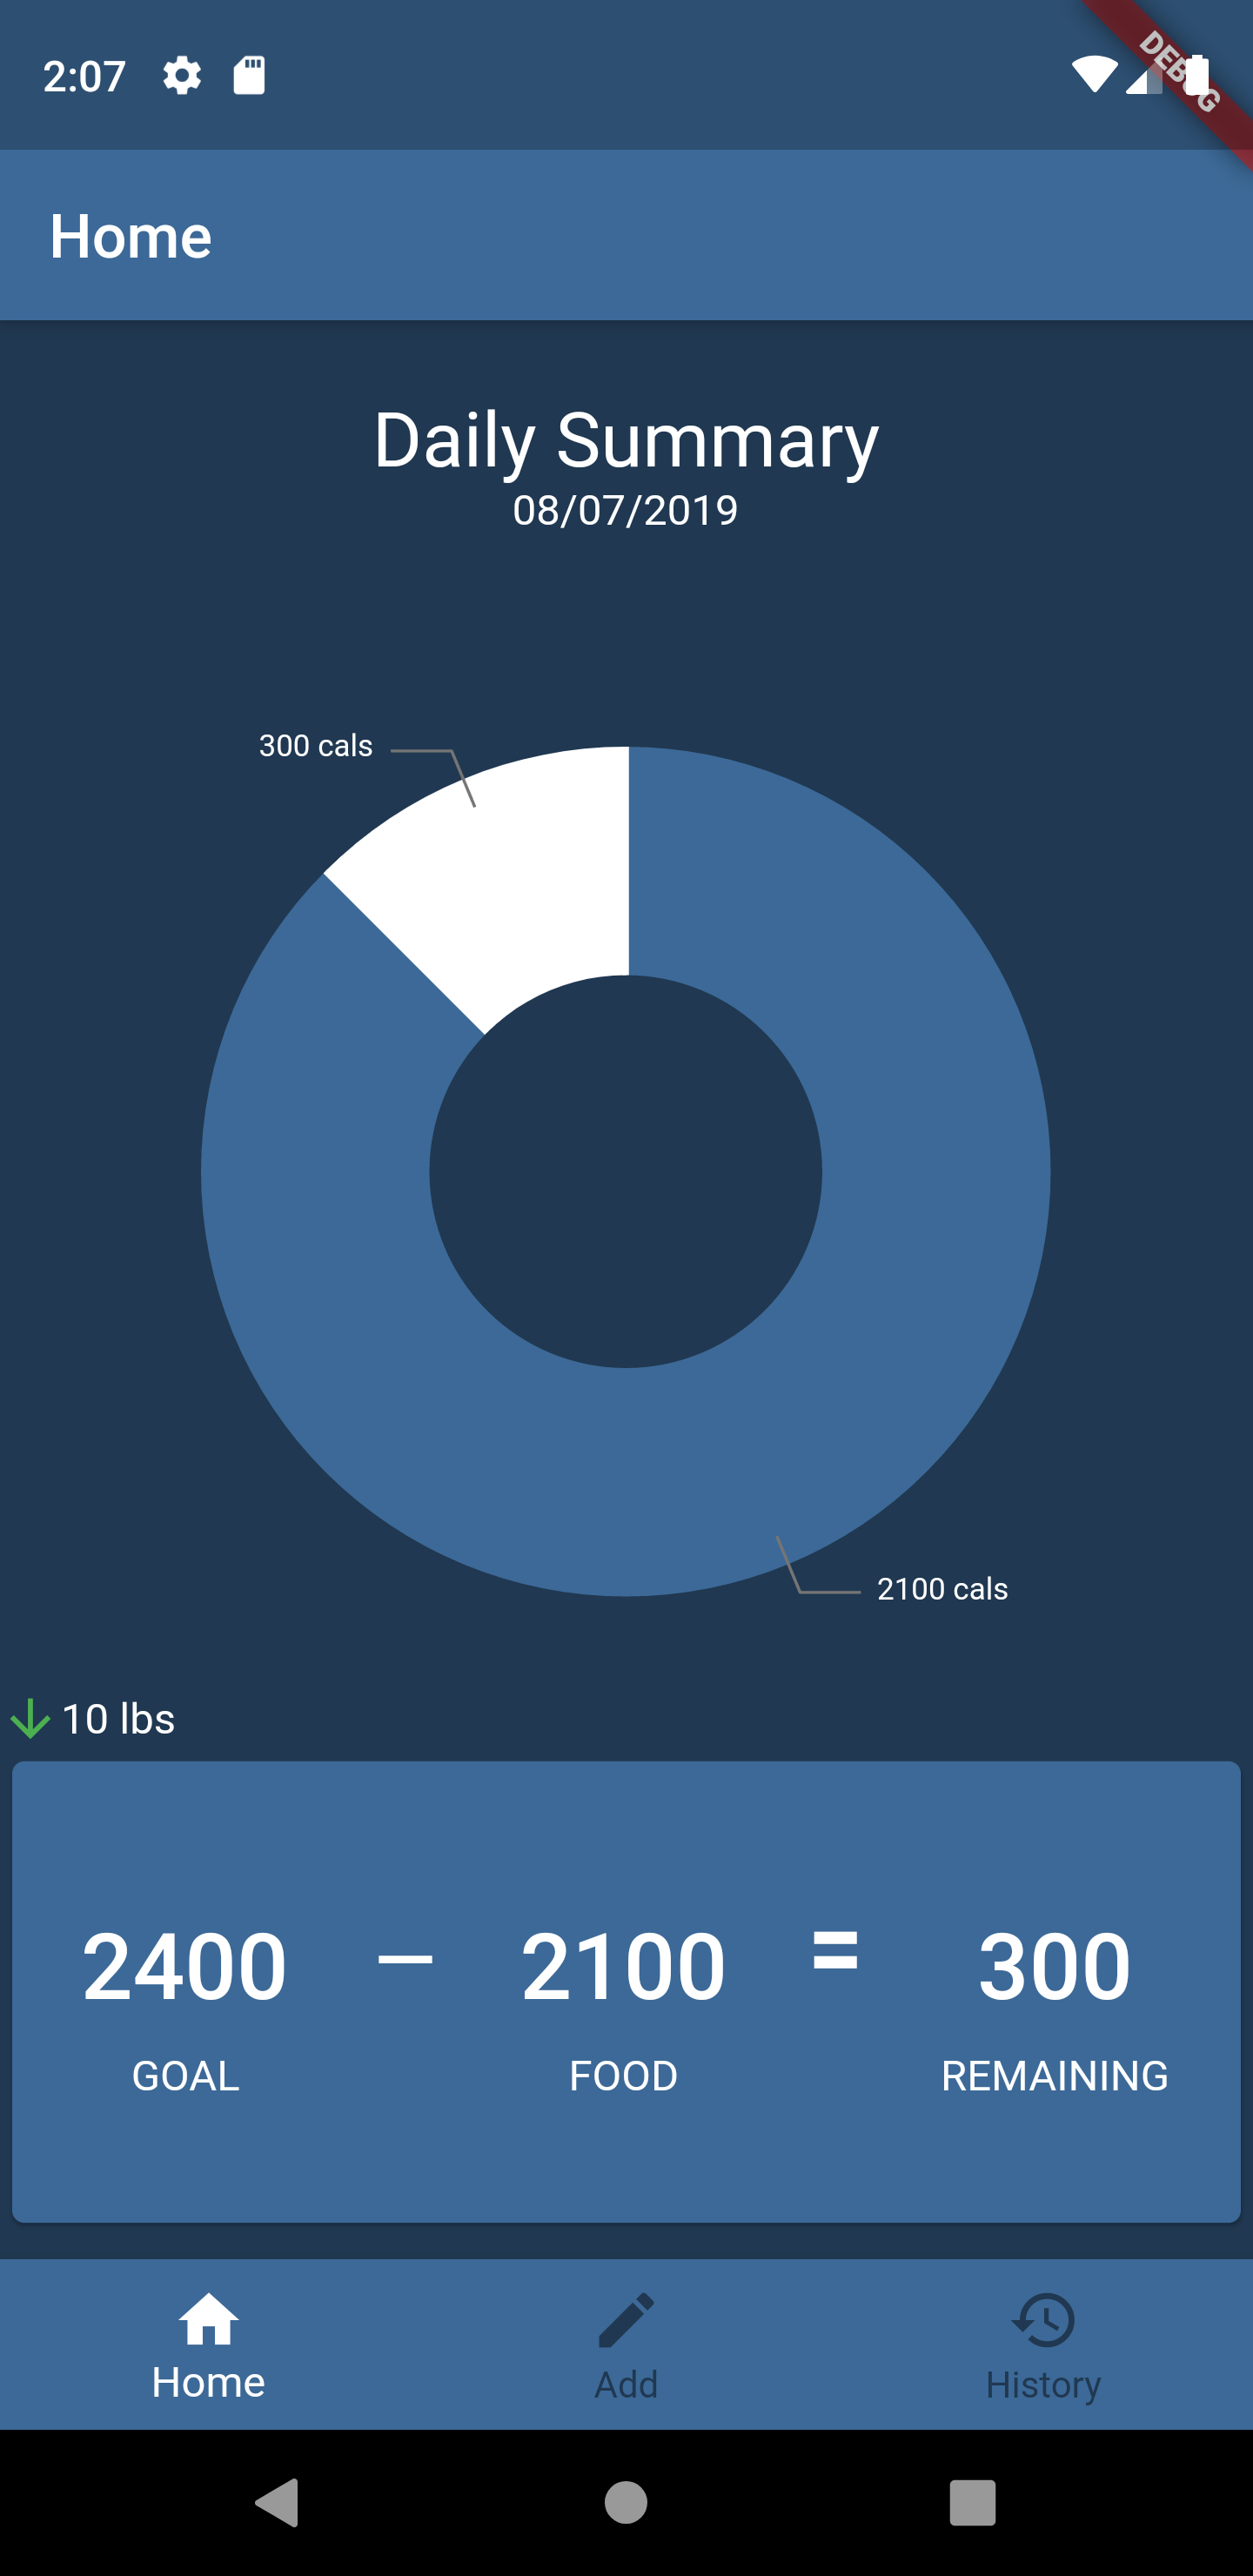 2:07
DEBUG
Home
Daily Summary
08/07/2019
300 cals
2100 cals
10 lbs
2400 – 2100 = 300
GOAL FOOD REMAINING
Home Add History